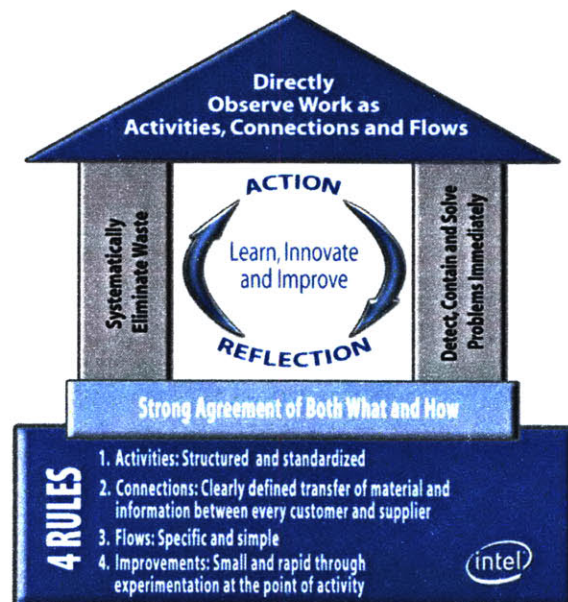 Directly
Observe Work as
Activities, Connections and Flows
Systematically
Eliminate Waste
ACTION
Learn, Innovate
and Improve
REFLECTION
Detect, Contain and Solve
Problems Immediately
Strong Agreement of Both What and How
4 RULES
1. Activities: Structured and standardized
2. Connections: Clearly defined transfer of material and
information between every customer and supplier
3. Flows: Specific and simple
4. Improvements: Small and rapid through
experimentation at the point of activity
intel